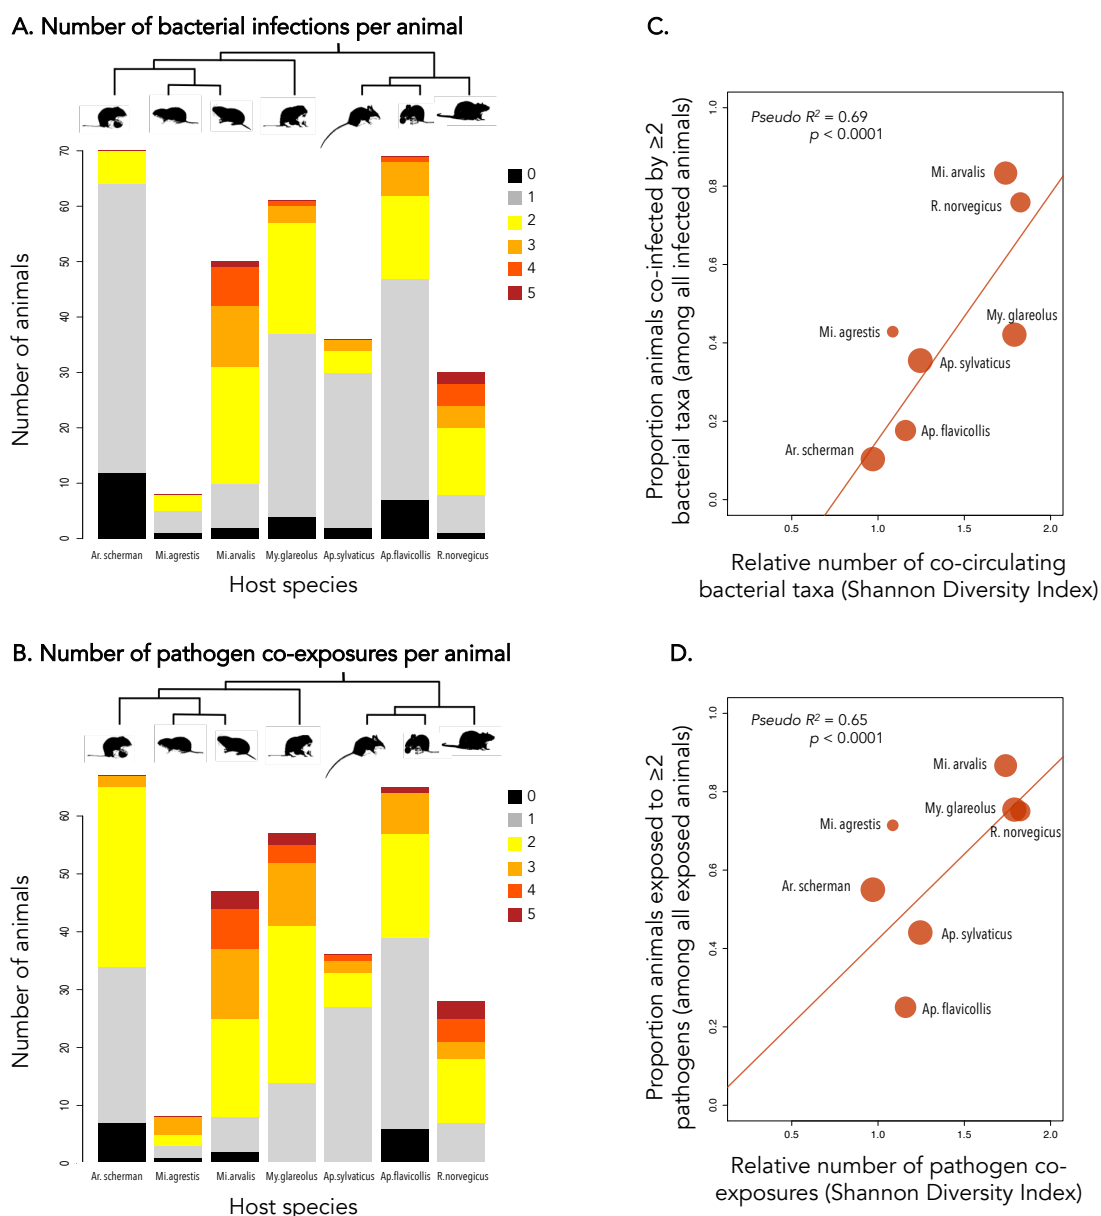 A. Number of bacterial infections per animal
Number of animals
70
60
50
40
30
20
10
0
0
1
2
3
4
5
Ar. scherman
Mi.agrestis
Mi.arvalis
My.glareolus
Ap.sylvaticus
Ap.flavicollis
R.norvegicus
Host species
C.
Proportion animals co-infected by ≥2
bacterial taxa (among all infected animals)
1.0
0.8
0.6
0.4
0.2
0.0
Pseudo R² = 0.69
p < 0.0001
Mi. arvalis
R. norvegicus
My. glareolus
Mi. agrestis
Ap. sylvaticus
Ap. flavicollis
Ar. scherman
0.5
1.0
1.5
2.0
Relative number of co-circulating
bacterial taxa (Shannon Diversity Index)
B. Number of pathogen co-exposures per animal
Number of animals
60
50
40
30
20
10
0
0
1
2
3
4
5
Ar. scherman
Mi.agrestis
Mi.arvalis
My.glareolus
Ap.sylvaticus
Ap.flavicollis
R.norvegicus
Host species
D.
Proportion animals exposed to ≥2
pathogens (among all exposed animals)
1.0
0.8
0.6
0.4
0.2
0.0
Pseudo R² = 0.65
p < 0.0001
Mi. arvalis
My. glareolus
Mi. agrestis
R. norvegicus
Ar. scherman
Ap. sylvaticus
Ap. flavicollis
0.5
1.0
1.5
2.0
Relative number of pathogen co-
exposures (Shannon Diversity Index)